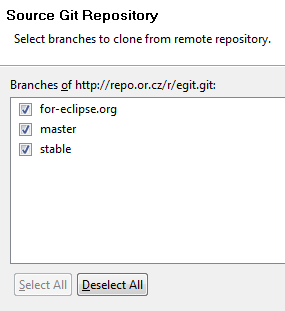 Source Git Repository
Select branches to clone from remote repository.
Branches of http://repo.or.cz/r/egit.git:
for-eclipse.org
master
stable
Select All
Deselect All